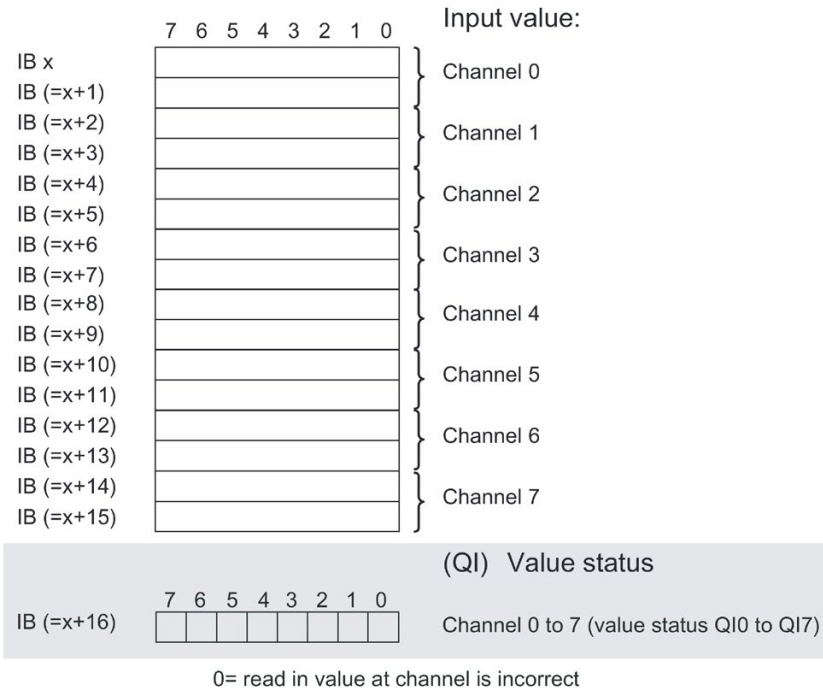 Input value:
7 6 5 4 3 2 1 0
IB x
Channel 0
IB (=x+1)
IB (=x+2)
Channel 1
IB (=x+3)
IB (=x+4)
Channel 2
IB (=x+5)
IB (=x+6
Channel 3
IB (=x+7)
IB (=x+8)
Channel 4
IB (=x+9)
IB (=x+10)
Channel 5
IB (=x+11)
IB (=x+12)
Channel 6
IB (=x+13)
IB (=x+14)
Channel 7
IB (=x+15)
(QI) Value status
7 6 5 4 3 2 1 0
IB (=x+16) Channel 0 to 7 (value status QI0 to QI7)
0= read in value at channel is incorrect